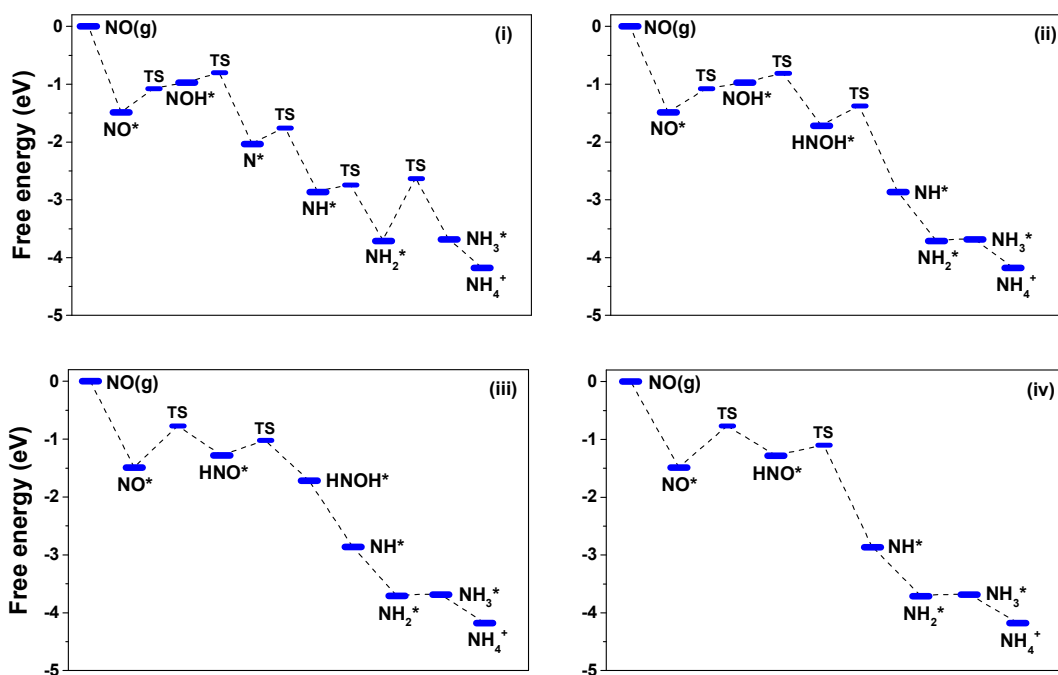 (i)
Free energy (eV)
0
-1
-2
-3
-4
-5
NO(g)
NO*
TS
NOH*
TS
N*
TS
NH*
TS
NH₂*
TS
NH₃*
NH₄⁺
(ii)
0
-1
-2
-3
-4
-5
NO(g)
NO*
TS
NOH*
TS
HNOH*
TS
NH*
NH₂*
NH₃*
NH₄⁺
(iii)
Free energy (eV)
0
-1
-2
-3
-4
-5
NO(g)
NO*
TS
HNO*
TS
HNOH*
NH*
NH₂*
NH₃*
NH₄⁺
(iv)
0
-1
-2
-3
-4
-5
NO(g)
NO*
TS
HNO*
TS
NH*
NH₂*
NH₃*
NH₄⁺